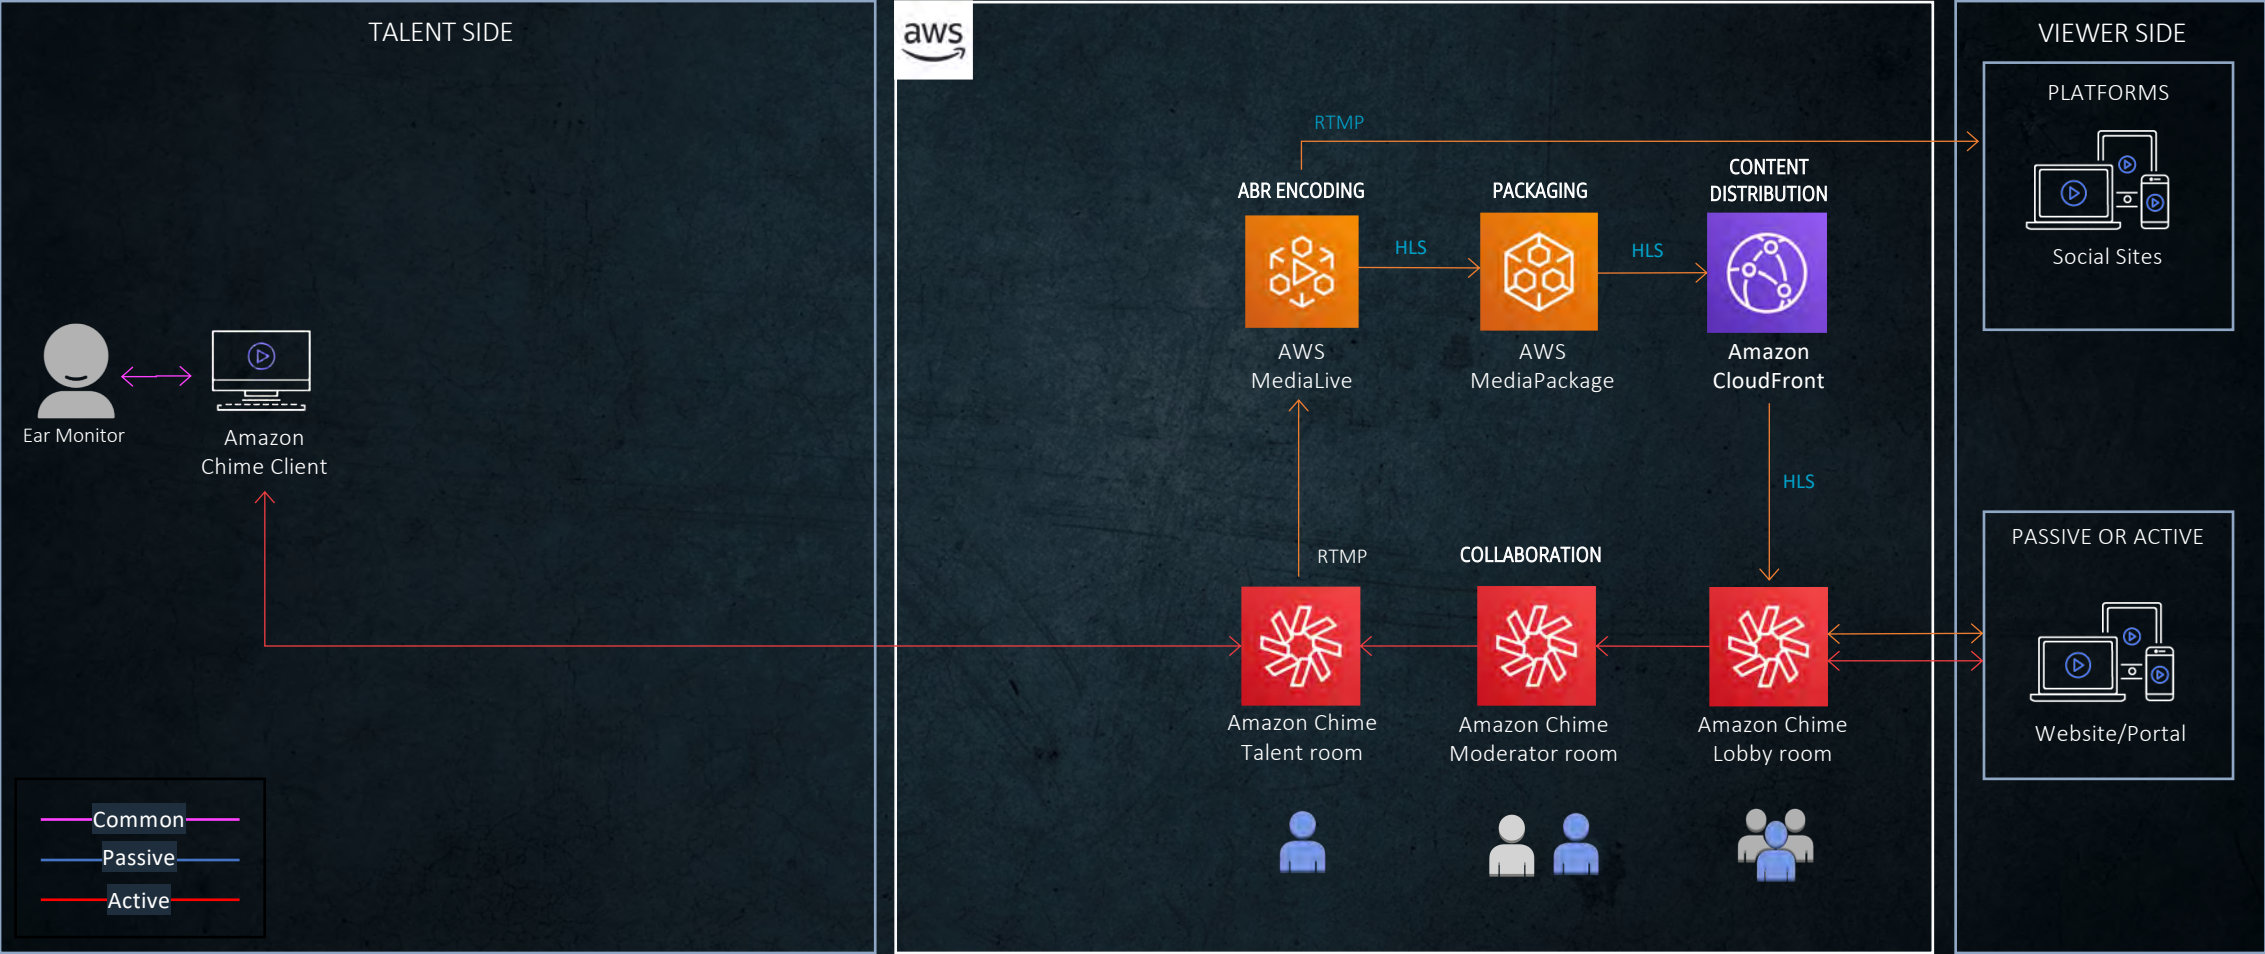 TALENT SIDE
Ear Monitor
Amazon
Chime Client
Common
Passive
Active
aws
RTMP
ABR ENCODING
PACKAGING
CONTENT
DISTRIBUTION
HLS
HLS
AWS
MediaLive
AWS
MediaPackage
Amazon
CloudFront
HLS
RTMP
COLLABORATION
Amazon Chime
Talent room
Amazon Chime
Moderator room
Amazon Chime
Lobby room
VIEWER SIDE
PLATFORMS
Social Sites
PASSIVE OR ACTIVE
Website/Portal